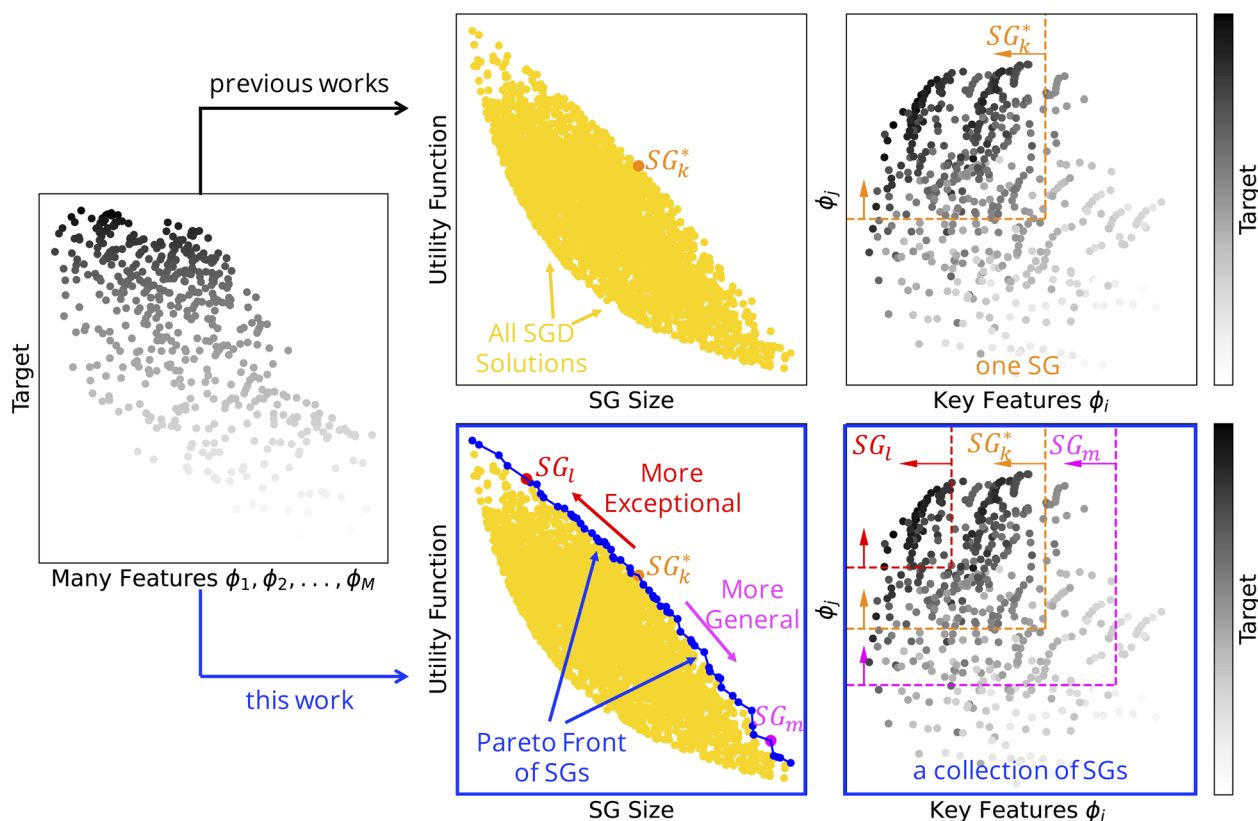 previous works
Target
Many Features ϕ₁, ϕ₂, . . . , ϕ_M
this work
Utility Function
SG*ₖ
All SGD
Solutions
SG Size
SG*ₖ
ϕⱼ
one SG
Key Features ϕᵢ
Target
Utility Function
SGₗ
More
Exceptional
SG*ₖ
More
General
SGₘ
Pareto Front
of SGs
SG Size
SGₗ
SG*ₖ
SGₘ
ϕⱼ
a collection of SGs
Key Features ϕᵢ
Target